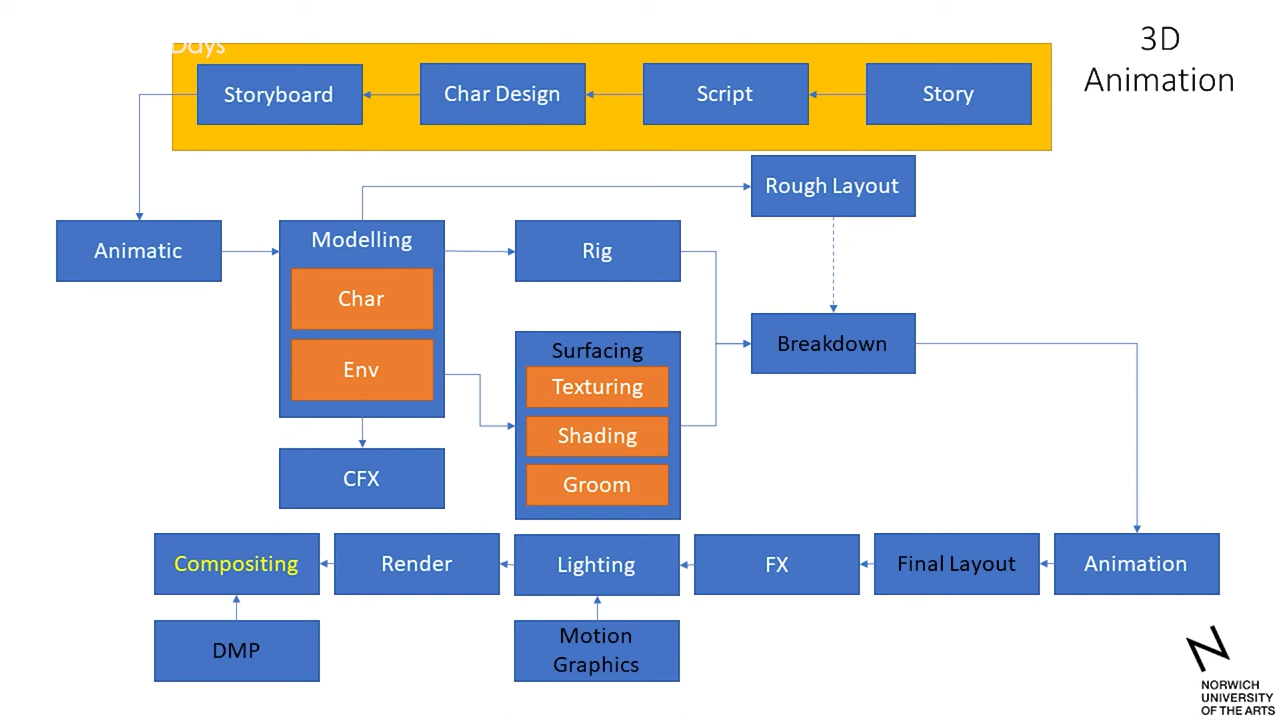 3D
Animation
Days
Storyboard
Char Design
Script
Story
Rough Layout
Animatic
Modelling
Rig
Char
Env
Surfacing
Texturing
Shading
Groom
Breakdown
CFX
Compositing
Render
Lighting
FX
Final Layout
Animation
DMP
Motion
Graphics
NORWICH
UNIVERSITY
OF THE ARTS